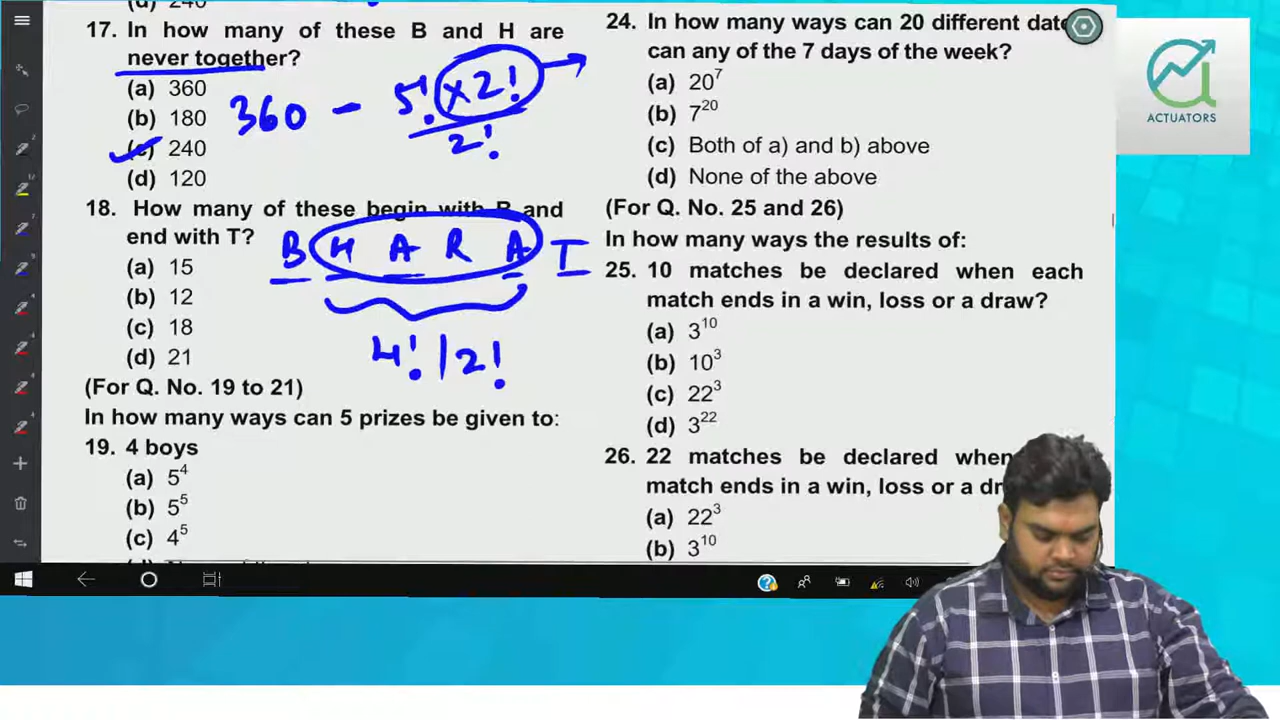 (d) 240
17. In how many of these B and H are
never together?
(a) 360
(b) 180
(c) 240
(d) 120
360 - 5! × 2!
2!
18. How many of these begin with B and
end with T?
B H A R A T
(a) 15
(b) 12
(c) 18
(d) 21
4! | 2!
(For Q. No. 19 to 21)
In how many ways can 5 prizes be given to:
19. 4 boys
(a) 5⁴
(b) 5⁵
(c) 4⁵
24. In how many ways can 20 different date
can any of the 7 days of the week?
(a) 20⁷
(b) 7²⁰
(c) Both of a) and b) above
(d) None of the above
(For Q. No. 25 and 26)
In how many ways the results of:
25. 10 matches be declared when each
match ends in a win, loss or a draw?
(a) 3¹⁰
(b) 10³
(c) 22³
(d) 3²²
26. 22 matches be declared when
match ends in a win, loss or a dr
(a) 22³
(b) 3¹⁰
ACTUATORS